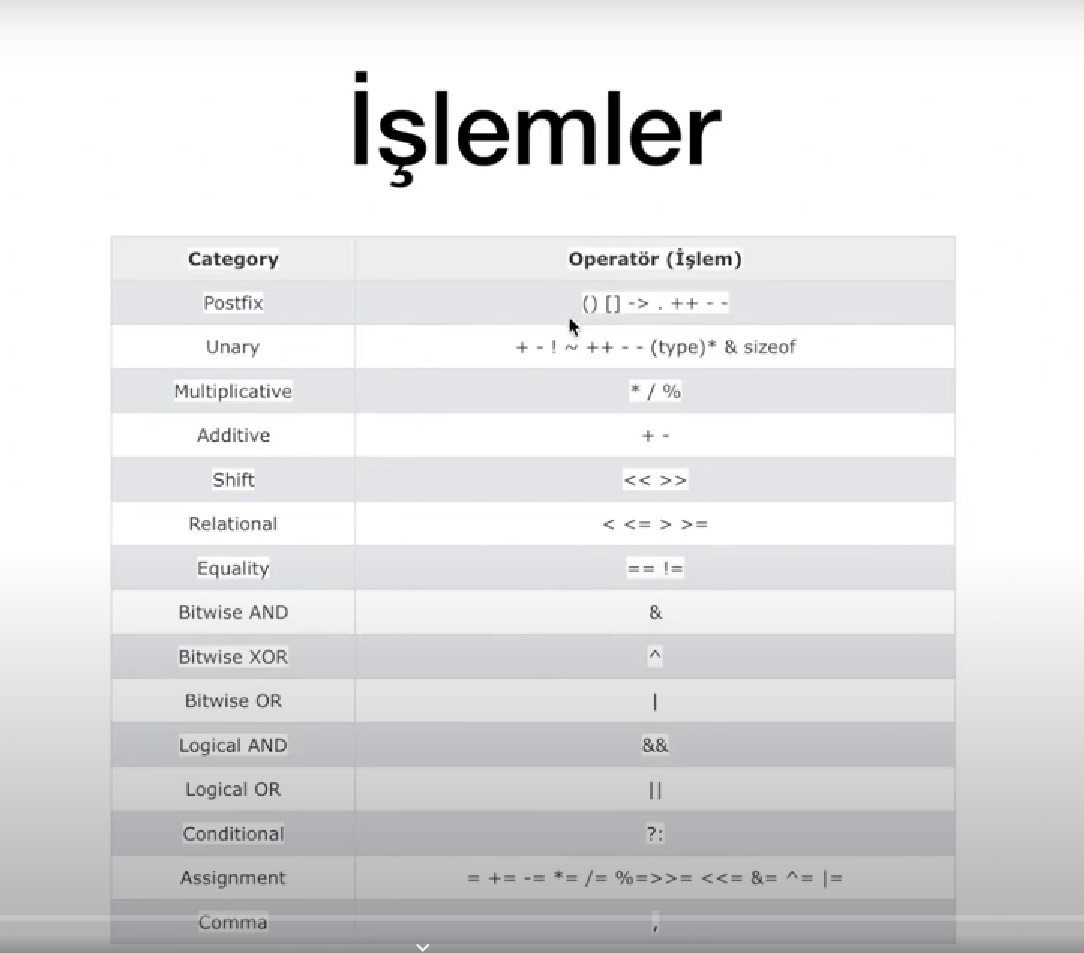 İşlemler
Category Operatör (İşlem)
Postfix () [] -> . ++ - -
Unary + - ! ~ ++ - - (type)* & sizeof
Multiplicative * / %
Additive + -
Shift << >>
Relational < <= > >=
Equality == !=
Bitwise AND &
Bitwise XOR ^
Bitwise OR |
Logical AND &&
Logical OR ||
Conditional ?:
Assignment = += -= *= /= %=>>= <<= &= ^= |=
Comma ,